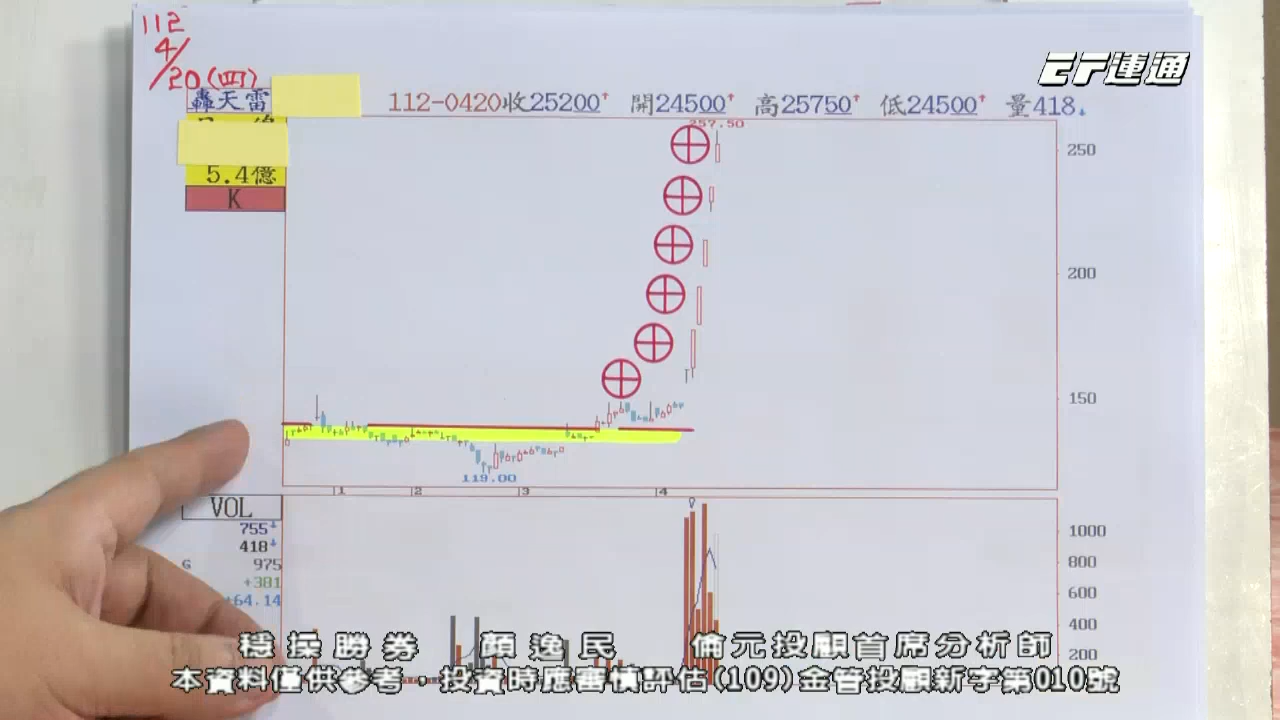 112
4/20(四)
EF運通
轟天雷
112-0420收25200↑ 開24500↑ 高25750↑ 低24500↑ 量418↓
5.4億
K
257.50
250
200
150
119.00
1 2 3 4
VOL
755↓
418↓
G 975
+381
+64.14
1000
800
600
400
200
穩操勝券 顏逸民 倫元投顧首席分析師
本資料僅供參考，投資時應審慎評估(109)金管投顧新字第010號